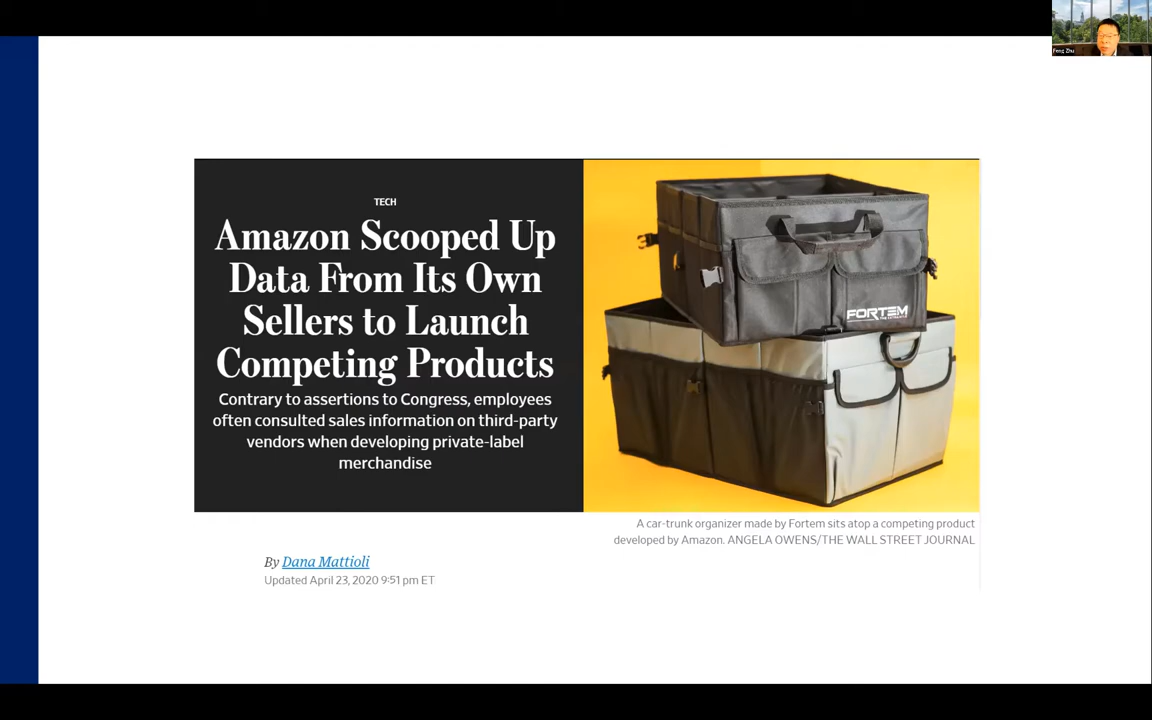 Feng Zhu
TECH
Amazon Scooped Up
Data From Its Own
Sellers to Launch
Competing Products
Contrary to assertions to Congress, employees
often consulted sales information on third-party
vendors when developing private-label
merchandise
FORTEM
A car-trunk organizer made by Fortem sits atop a competing product
developed by Amazon. ANGELA OWENS/THE WALL STREET JOURNAL
By Dana Mattioli
Updated April 23, 2020 9:51 pm ET